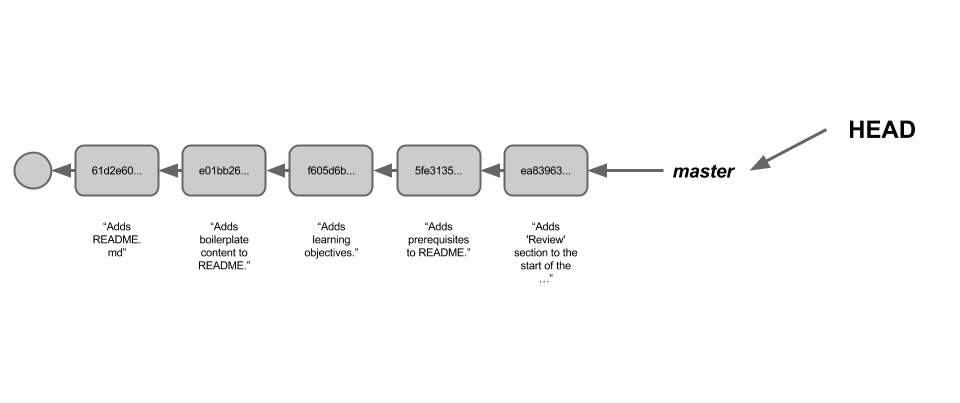 HEAD
61d2e60...
e01bb26...
f605d6b...
5fe3135...
ea83963...
master
“Adds
README.
md”
“Adds
boilerplate
content to
README.”
“Adds
learning
objectives.”
“Adds
prerequisites
to README.”
“Adds
'Review'
section to the
start of the
...”